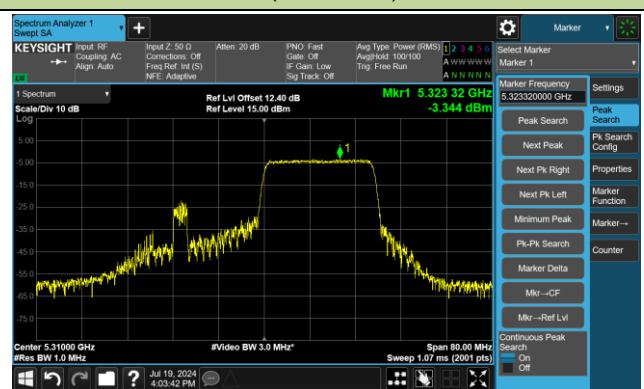 Spectrum Analyzer 1
Swept SA
Marker
KEYSIGHT
Input: RF
Coupling: AC
Align: Auto
Input Z: 50 Ω
Corrections: Off
Freq Ref: Int (S)
NFE: Adaptive
Atten: 20 dB
PNO: Fast
Gate: Off
IF Gain: Low
Sig Track: Off
Avg Type: Power (RMS)
Avg|Hold: 100/100
Trig: Free Run
1 2 3 4 5 6
A W W W W W
A N N N N N
LXI
Select Marker
Marker 1
1 Spectrum
Scale/Div 10 dB
Log
Ref Lvl Offset 12.40 dB
Ref Level 15.00 dBm
Mkr1 5.323 32 GHz
-3.344 dBm
5.00
-5.00
-15.0
-25.0
-35.0
-45.0
-55.0
-65.0
-75.0
1
Center 5.31000 GHz
#Res BW 1.0 MHz
#Video BW 3.0 MHz*
Span 80.00 MHz
Sweep 1.07 ms (2001 pts)
Marker Frequency
5.323320000 GHz
Peak Search
Next Peak
Next Pk Right
Next Pk Left
Minimum Peak
Pk-Pk Search
Marker Delta
Mkr→CF
Mkr→Ref Lvl
Continuous Peak
Search
On
Off
Settings
Peak
Search
Pk Search
Config
Properties
Marker
Function
Marker→
Counter
Jul 19, 2024
4:03:42 PM